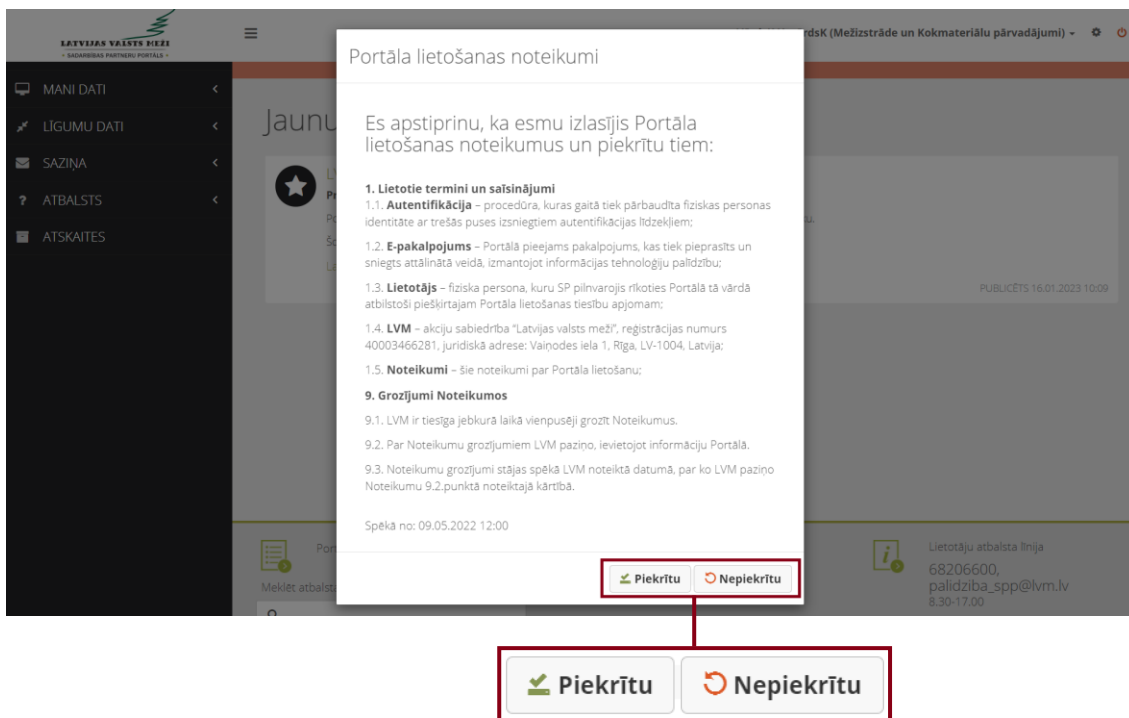 LATVIJAS VALSTS MEŽI
- SADARBĪBAS PARTNERU PORTĀLS -
rdsK (Mežizstrāde un Kokmateriālu pārvadājumi)
MANI DATI
LĪGUMU DATI
SAZIŅA
ATBALSTS
ATSKAITES
Jaunu
Portāla lietošanas noteikumi
Es apstiprinu, ka esmu izlasījis Portāla
lietošanas noteikumus un piekrītu tiem:
1. Lietotie termini un saīsinājumi
1.1. Autentifikācija – procedūra, kuras gaitā tiek pārbaudīta fiziskas personas
identitāte ar trešās puses izsniegtiem autentifikācijas līdzekļiem;
1.2. E-pakalpojums – Portālā pieejams pakalpojums, kas tiek pieprasīts un
sniegts attālinātā veidā, izmantojot informācijas tehnoloģiju palīdzību;
1.3. Lietotājs – fiziska persona, kuru SP pilnvarojis rīkoties Portālā tā vārdā
atbilstoši piešķirtajam Portāla lietošanas tiesību apjomam;
1.4. LVM – akciju sabiedrība “Latvijas valsts meži”, reģistrācijas numurs
40003466281, juridiskā adrese: Vaiņodes iela 1, Rīga, LV-1004, Latvija;
1.5. Noteikumi – šie noteikumi par Portāla lietošanu;
9. Grozījumi Noteikumos
9.1. LVM ir tiesīga jebkurā laikā vienpusēji grozīt Noteikumus.
9.2. Par Noteikumu grozījumiem LVM paziņo, ievietojot informāciju Portālā.
9.3. Noteikumu grozījumi stājas spēkā LVM noteiktā datumā, par ko LVM paziņo
Noteikumu 9.2.punktā noteiktajā kārtībā.
Spēkā no: 09.05.2022 12:00
Piekrītu
Nepiekrītu
PUBLICĒTS 16.01.2023 10:09
Por
Meklēt atbalsta
Lietotāju atbalsta līnija
68206600,
palidziba_spp@lvm.lv
8.30-17.00
Piekrītu
Nepiekrītu